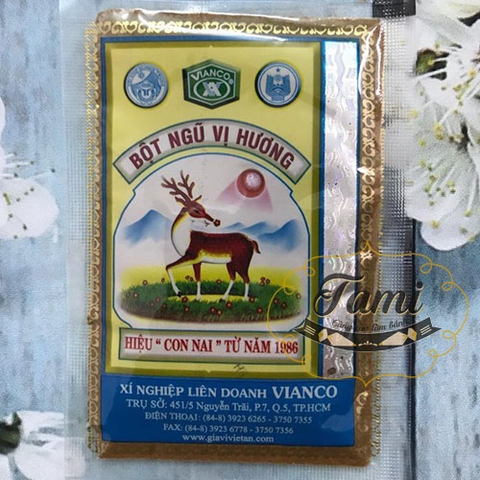 VIANCO
BỘT NGŨ VỊ HƯƠNG
HIỆU “ CON NAI ” TỪ NĂM 1986
Tami
XÍ NGHIỆP LIÊN DOANH VIANCO
TRỤ SỞ: 451/5 Nguyễn Trãi, P.7, Q.5, TP.HCM
ĐIỆN THOẠI: (84-8) 3923 6265 - 3750 7355
FAX: (84-8) 3923 6778 - 3750 7356
www.giavivietan.com